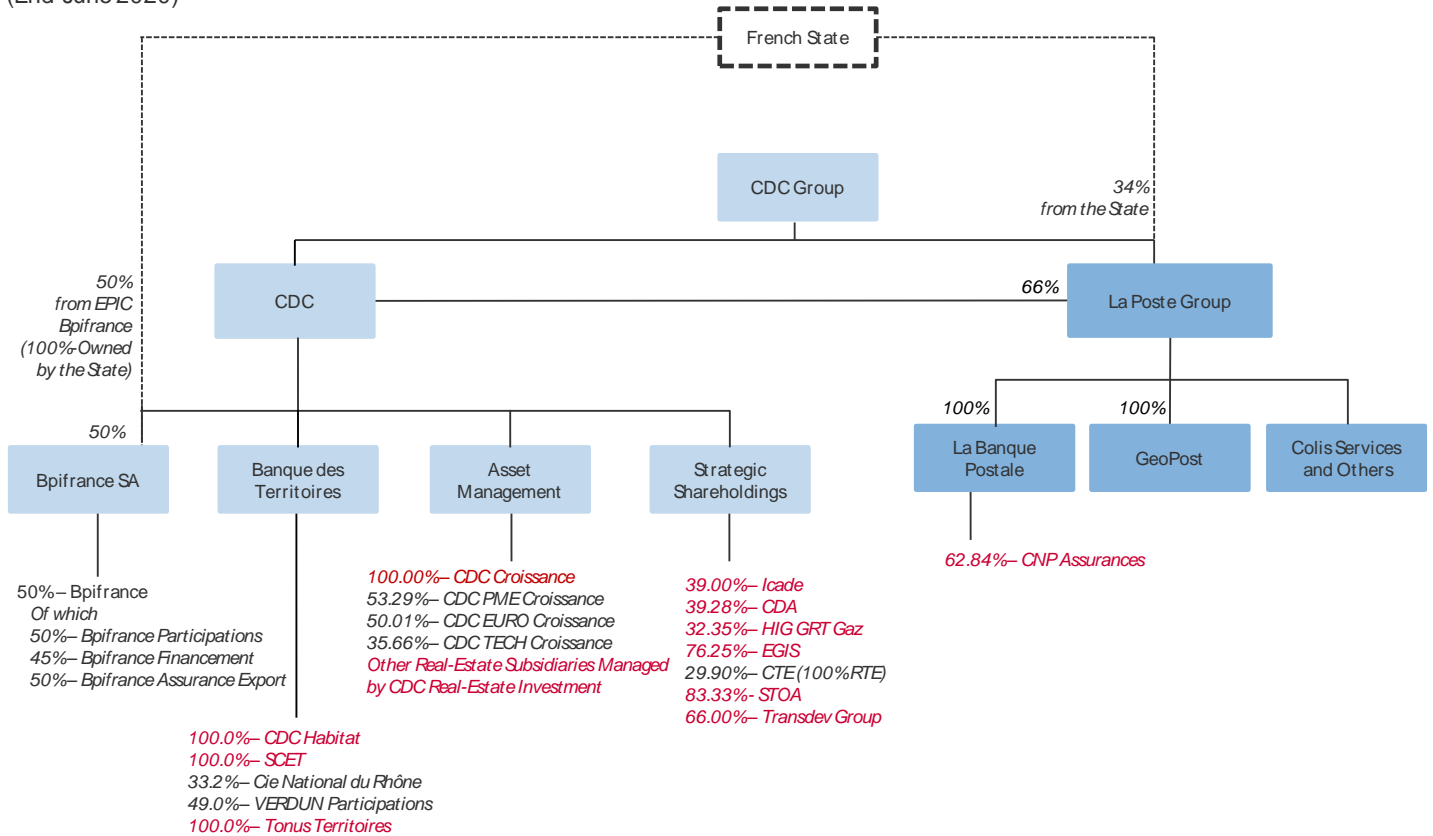 (End-June 2020)
French State
CDC Group
34%
from the State
50%
from EPIC
Bpifrance
(100%-Owned
by the State)
CDC
66%
La Poste Group
50%
100%
100%
Bpifrance SA
Banque des
Territoires
Asset
Management
Strategic
Shareholdings
La Banque
Postale
GeoPost
Colis Services
and Others
50%– Bpifrance
Of which
50%– Bpifrance Participations
45%– Bpifrance Financement
50%– Bpifrance Assurance Export
100.0%– CDC Habitat
100.0%– SCET
33.2%– Cie National du Rhône
49.0%– VERDUN Participations
100.0%– Tonus Territoires
100.00%– CDC Croissance
53.29%– CDC PME Croissance
50.01%– CDC EURO Croissance
35.66%– CDC TECH Croissance
Other Real-Estate Subsidiaries Managed
by CDC Real-Estate Investment
39.00%– Icade
39.28%– CDA
32.35%– HIG GRT Gaz
76.25%– EGIS
29.90%– CTE (100% RTE)
83.33%- STOA
66.00%– Transdev Group
62.84%– CNP Assurances